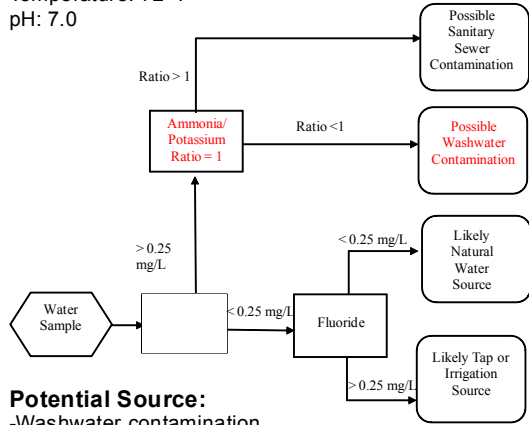 pH: 7.0
Possible
Sanitary
Sewer
Contamination
Ratio > 1
Ammonia/
Potassium
Ratio = 1
Ratio <1
Possible
Washwater
Contamination
> 0.25
mg/L
< 0.25 mg/L
Likely
Natural
Water
Source
Water
Sample
< 0.25 mg/L
Fluoride
> 0.25 mg/L
Likely Tap or
Irrigation
Source
Potential Source:
-Washwater contamination